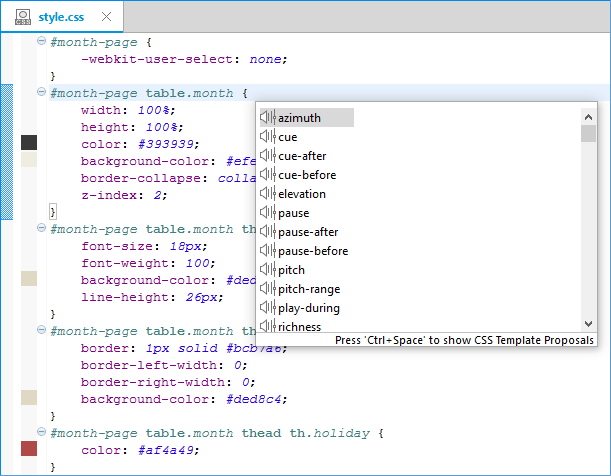 CSS style.css
#month-page {
-webkit-user-select: none;
}
#month-page table.month {
width: 100%;
height: 100%;
color: #393939;
background-color: #efe
border-collapse: colla
z-index: 2;
}
#month-page table.month th
font-size: 18px;
font-weight: 100;
background-color: #ded
line-height: 26px;
}
#month-page table.month th
border: 1px solid #bcb7a6;
border-left-width: 0;
border-right-width: 0;
background-color: #ded8c4;
}
#month-page table.month thead th.holiday {
color: #af4a49;
}
azimuth
cue
cue-after
cue-before
elevation
pause
pause-after
pause-before
pitch
pitch-range
play-during
richness
Press 'Ctrl+Space' to show CSS Template Proposals